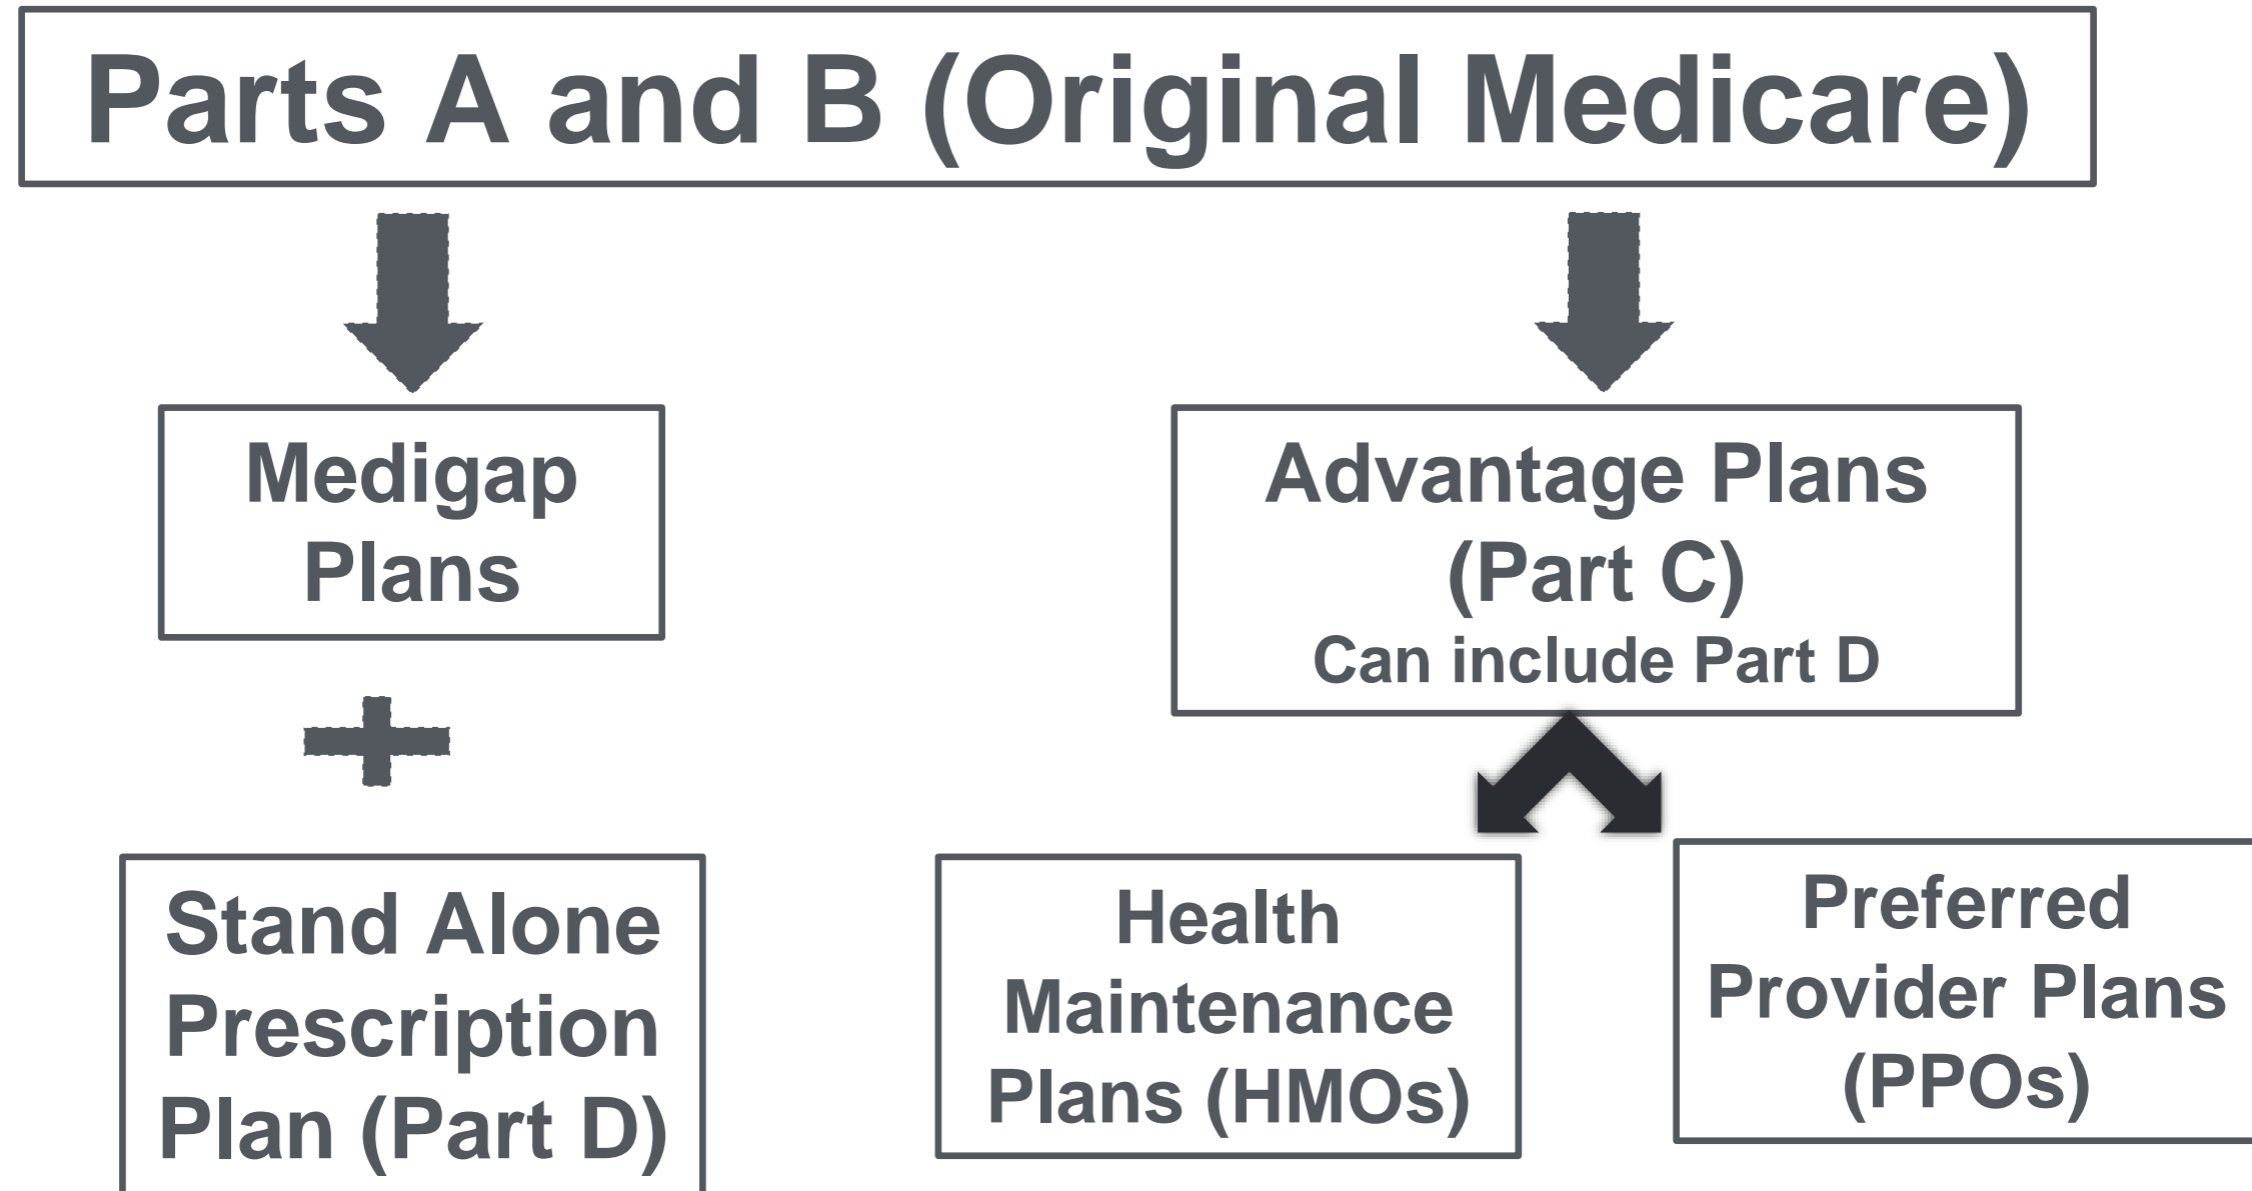 Parts A and B (Original Medicare)
Medigap
Plans
Advantage Plans
(Part C)
Can include Part D
Stand Alone
Prescription
Plan (Part D)
Health
Maintenance
Plans (HMOs)
Preferred
Provider Plans
(PPOs)